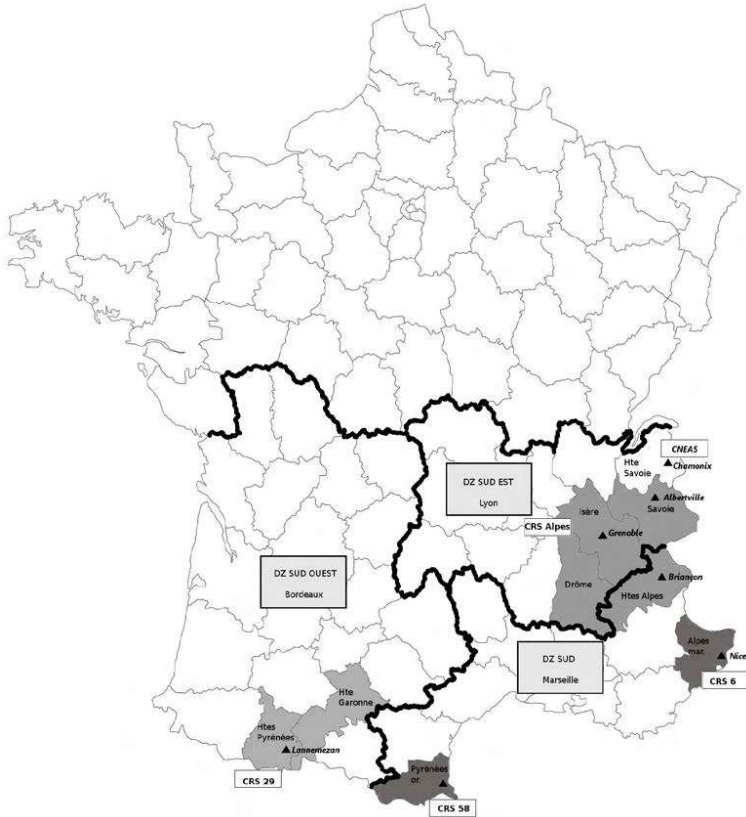 CNEAS
Chamonix
Hte
Savoie
DZ SUD EST
Lyon
Albertville
Savoie
Isère
CRS Alpes
Grenoble
DZ SUD OUEST
Bordeaux
Briançon
Drôme
Htes Alpes
Alpes
mar.
Nice
DZ SUD
Marseille
CRS 6
Hte
Garonne
Htes
Pyrénées
Lannemezan
CRS 29
Pyrénées
or.
CRS 58